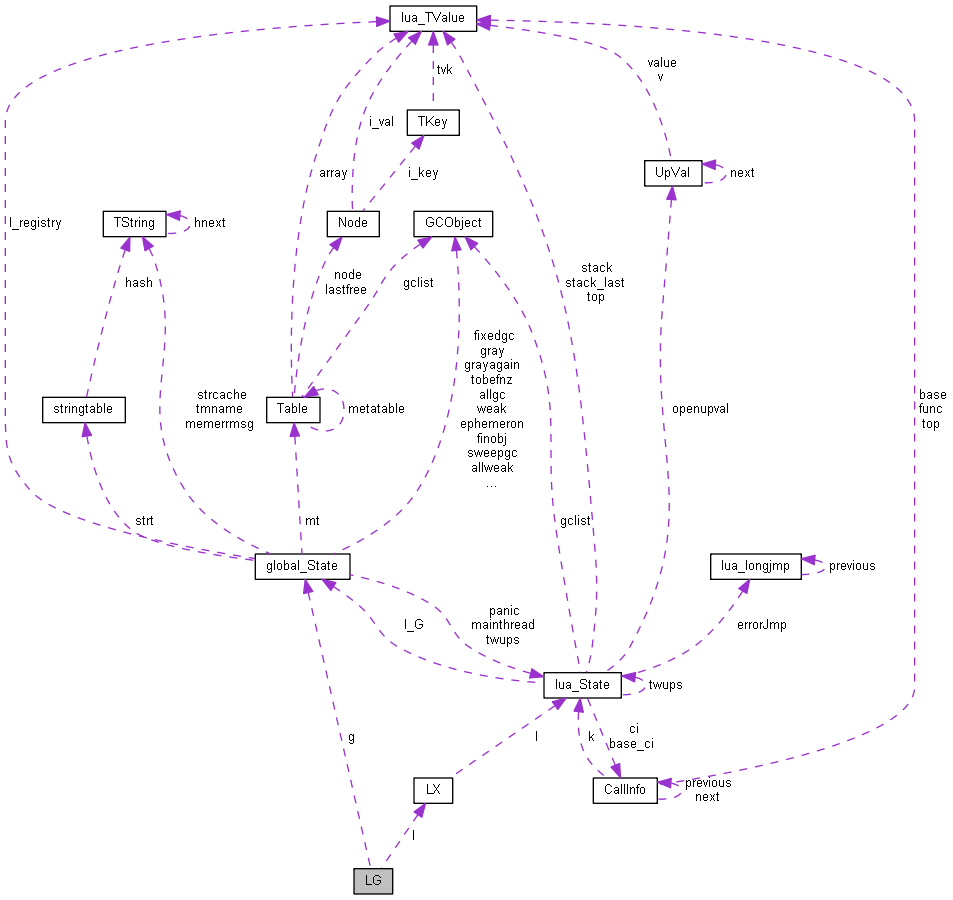 lua_TValue
tvk
value
v
TKey
i_val
array
i_key
UpVal
next
l_registry
TString
hnext
Node
GCObject
hash
node
lastfree
gclist
stack
stack_last
top
fixedgc
gray
grayagain
tobefnz
allgc
weak
ephemeron
finobj
sweepgc
allweak
...
stringtable
strcache
tmname
memerrmsg
Table
metatable
openupval
base
func
top
strt
mt
gclist
global_State
lua_longjmp
previous
l_G
panic
mainthread
twups
errorJmp
lua_State
twups
g
l
k
ci
base_ci
LX
CallInfo
previous
next
l
LG